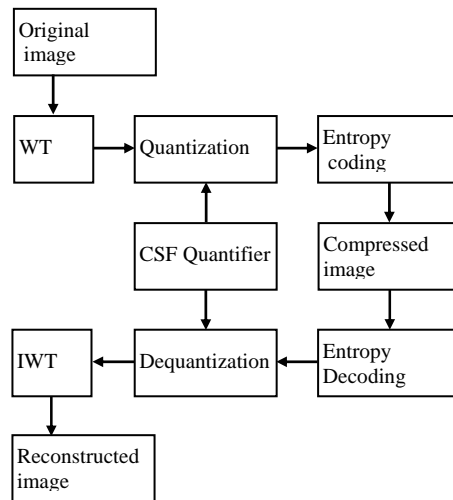 Original
image
WT
Quantization
Entropy
coding
CSF Quantifier
Compressed
image
IWT
Dequantization
Entropy
Decoding
Reconstructed
image